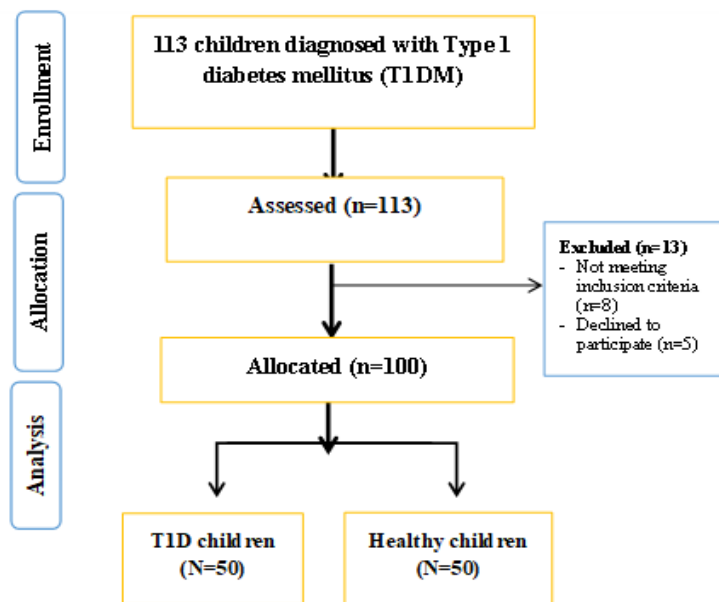 Enrollment
113 children diagnosed with Type 1
diabetes mellitus (T1DM)
Allocation
Assessed (n=113)
Excluded (n=13)
- Not meeting
inclusion criteria
(n=8)
- Declined to
participate (n=5)
Allocated (n=100)
Analysis
T1D children
(N=50)
Healthy children
(N=50)